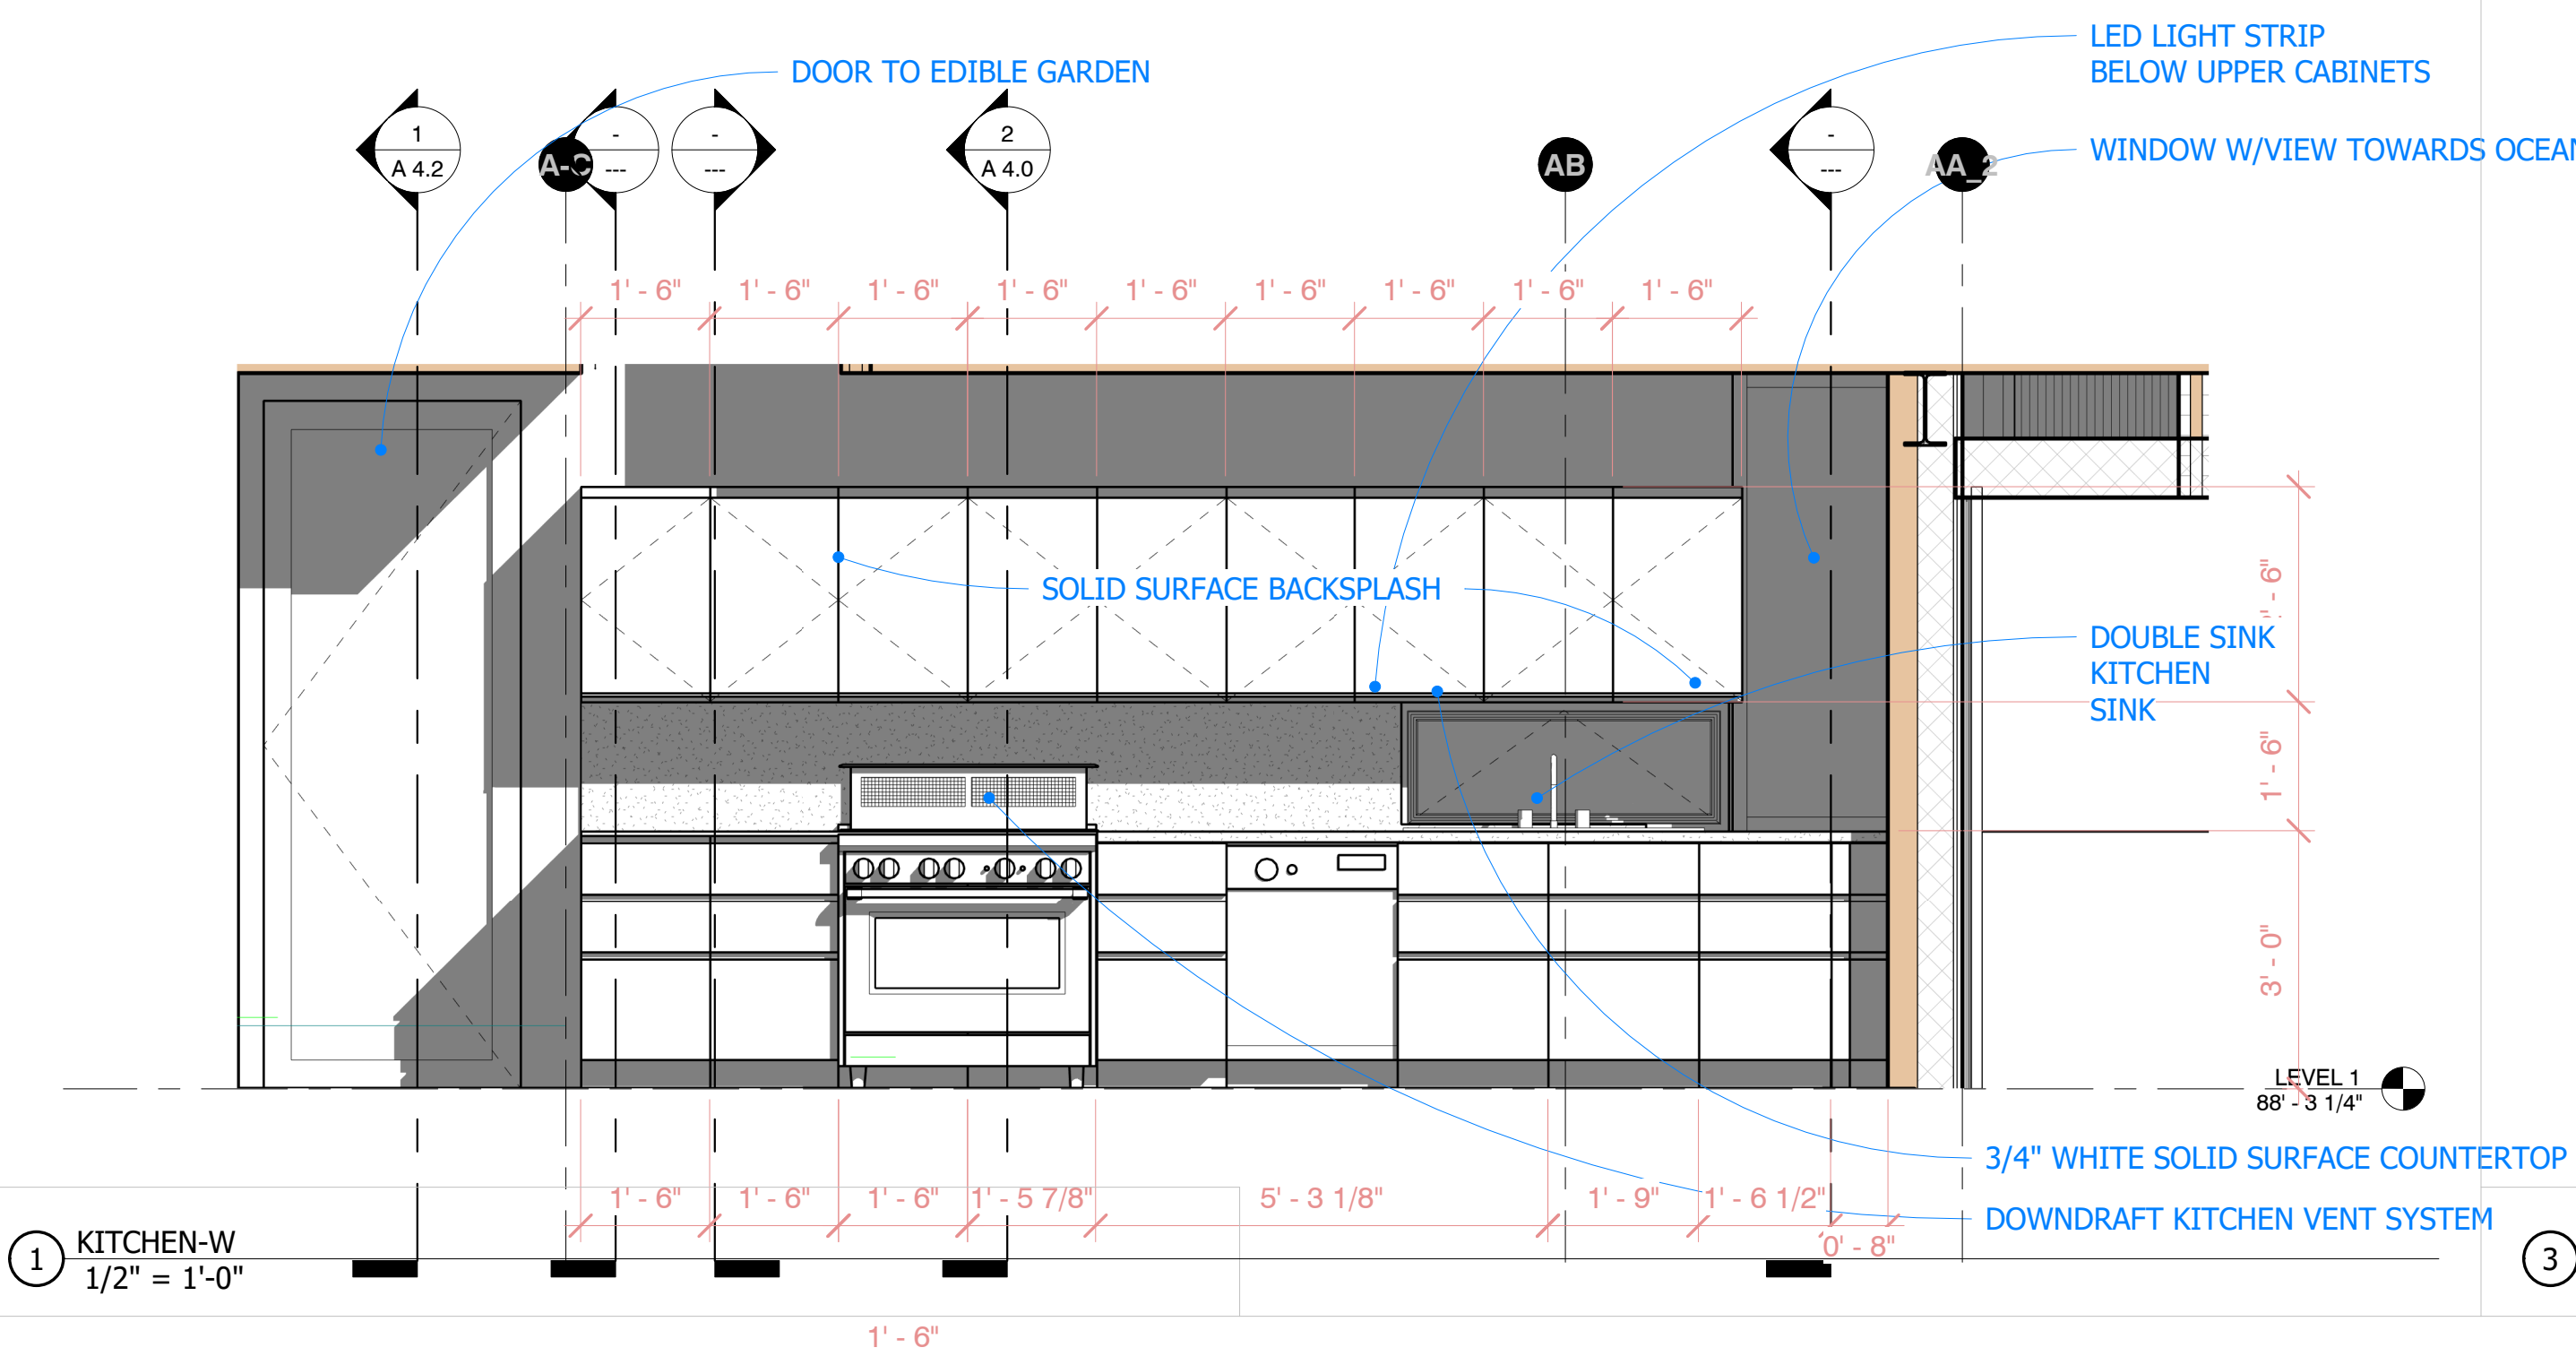 LED LIGHT STRIP
BELOW UPPER CABINETS
DOOR TO EDIBLE GARDEN
WINDOW W/VIEW TOWARDS OCEAN
1
A 4.2
A-C
-
---
-
---
2
A 4.0
AB
-
---
AA_2
1' - 6" 1' - 6" 1' - 6" 1' - 6" 1' - 6" 1' - 6" 1' - 6" 1' - 6" 1' - 6"
SOLID SURFACE BACKSPLASH
' - 6"
DOUBLE SINK
KITCHEN
SINK
1' - 6"
3' - 0"
LEVEL 1
88' - 3 1/4"
3/4" WHITE SOLID SURFACE COUNTERTOP
1' - 6" 1' - 6" 1' - 6" 1' - 5 7/8" 5' - 3 1/8" 1' - 9" 1' - 6 1/2"
DOWNDRAFT KITCHEN VENT SYSTEM
0' - 8"
1
KITCHEN-W
1/2" = 1'-0"
3
1' - 6"